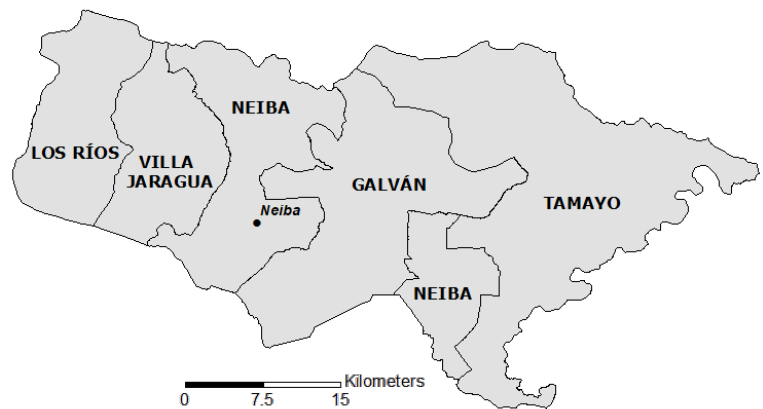 NEIBA
LOS RÍOS
VILLA
JARAGUA
GALVÁN
TAMAYO
Neiba
NEIBA
Kilometers
0 7.5 15